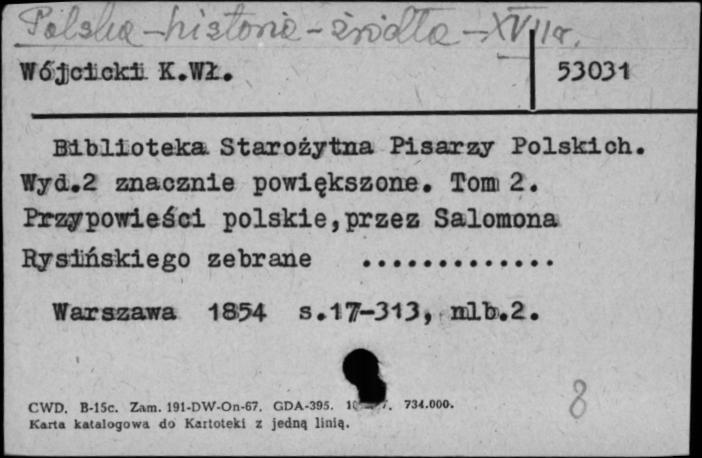 Polska – historia – źródła – XVII w.
Wójcicki K.Wł. 53031
Biblioteka Starożytna Pisarzy Polskich.
Wyd.2 znacznie powiększone. Tom 2.
Przypowieści polskie,przez Salomona
Rysińskiego zebrane .............
Warszawa 1854 s.17-313, nlb.2.
8
CWD. B-15c. Zam. 191-DW-On-67. GDA-395. 734.000.
Karta katalogowa do Kartoteki z jedną linią.